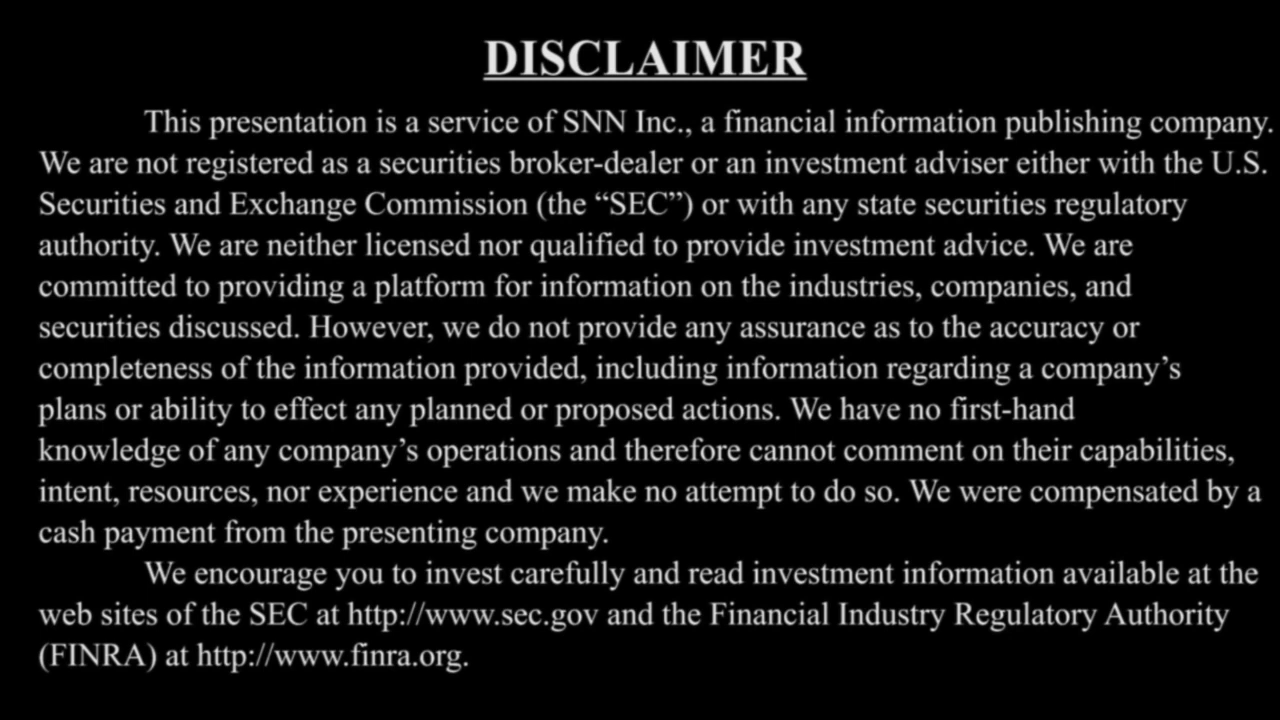 DISCLAIMER
This presentation is a service of SNN Inc., a financial information publishing company.
We are not registered as a securities broker-dealer or an investment adviser either with the U.S.
Securities and Exchange Commission (the “SEC”) or with any state securities regulatory
authority. We are neither licensed nor qualified to provide investment advice. We are
committed to providing a platform for information on the industries, companies, and
securities discussed. However, we do not provide any assurance as to the accuracy or
completeness of the information provided, including information regarding a company’s
plans or ability to effect any planned or proposed actions. We have no first-hand
knowledge of any company’s operations and therefore cannot comment on their capabilities,
intent, resources, nor experience and we make no attempt to do so. We were compensated by a
cash payment from the presenting company.
We encourage you to invest carefully and read investment information available at the
web sites of the SEC at http://www.sec.gov and the Financial Industry Regulatory Authority
(FINRA) at http://www.finra.org.